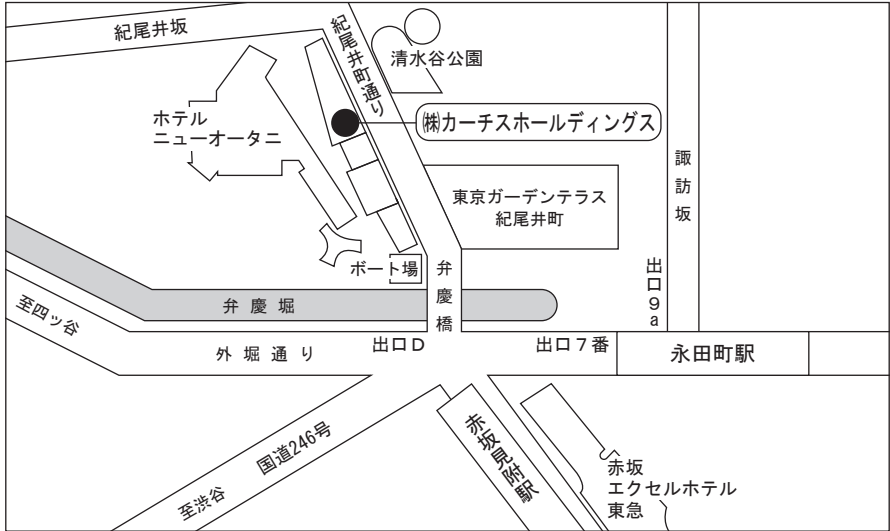 紀尾井坂
紀尾井町通り
清水谷公園
ホテル
ニューオータニ
㈱カーチスホールディングス
東京ガーデンテラス
紀尾井町
諏訪坂
ボート場
弁慶橋
出口9a
弁慶堀
至四ッ谷
外堀通り
出口D
出口7番
永田町駅
国道246号
至渋谷
赤坂見附駅
赤坂
エクセルホテル
東急